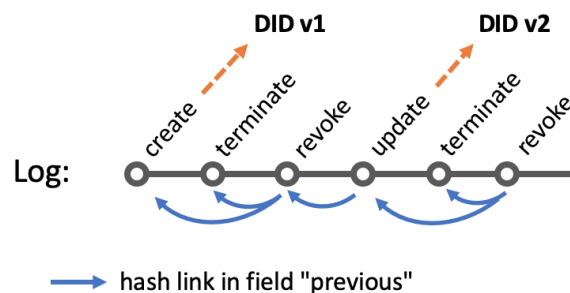 DID v1
DID v2
create
terminate
revoke
update
terminate
revoke
Log:
hash link in field "previous"